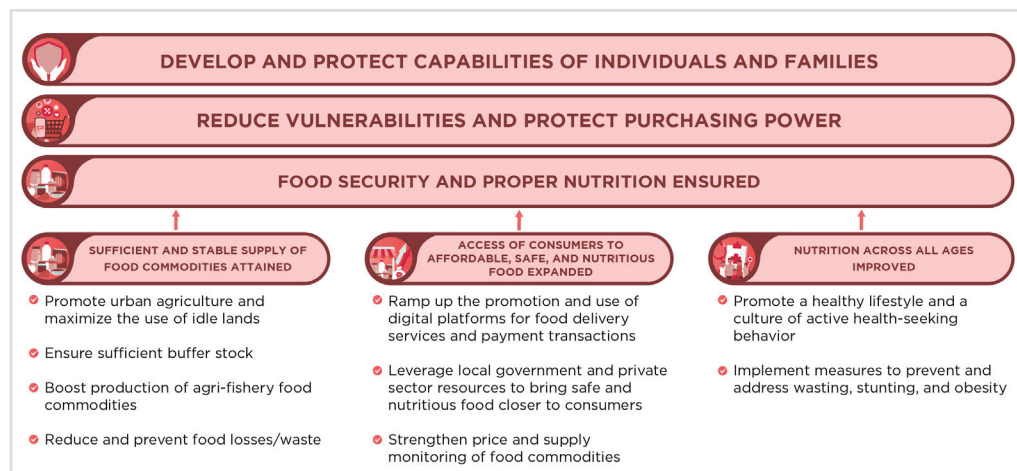 DEVELOP AND PROTECT CAPABILITIES OF INDIVIDUALS AND FAMILIES
REDUCE VULNERABILITIES AND PROTECT PURCHASING POWER
FOOD SECURITY AND PROPER NUTRITION ENSURED
SUFFICIENT AND STABLE SUPPLY OF
FOOD COMMODITIES ATTAINED
Promote urban agriculture and
maximize the use of idle lands
Ensure sufficient buffer stock
Boost production of agri-fishery food
commodities
Reduce and prevent food losses/waste
ACCESS OF CONSUMERS TO
AFFORDABLE, SAFE, AND NUTRITIOUS
FOOD EXPANDED
Ramp up the promotion and use of
digital platforms for food delivery
services and payment transactions
Leverage local government and private
sector resources to bring safe and
nutritious food closer to consumers
Strengthen price and supply
monitoring of food commodities
NUTRITION ACROSS ALL AGES
IMPROVED
Promote a healthy lifestyle and a
culture of active health-seeking
behavior
Implement measures to prevent and
address wasting, stunting, and obesity